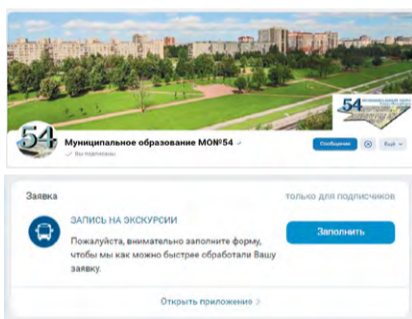 54
54
Муниципальное образование МО№54
Вы подписаны
Сообщение
Ещё
Заявка
только для подписчиков
ЗАПИСЬ НА ЭКСКУРСИИ
Заполнить
Пожалуйста, внимательно заполните форму,
чтобы мы как можно быстрее обработали Вашу
заявку.
Открыть приложение